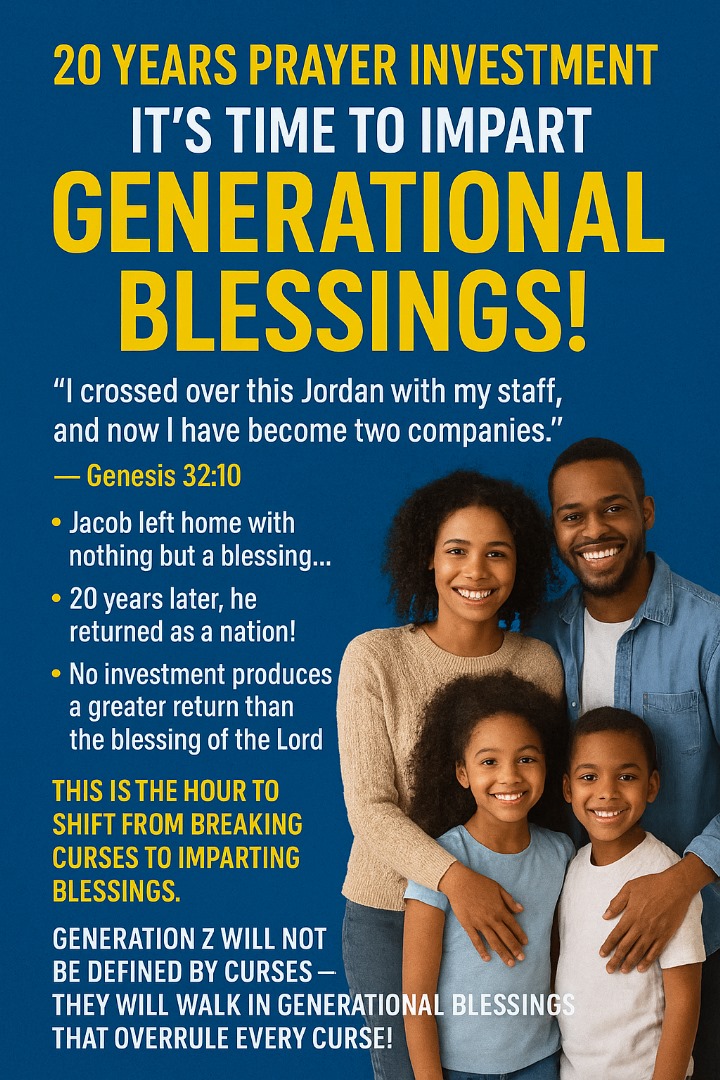 20 YEARS PRAYER INVESTMENT
IT'S TIME TO IMPART
GENERATIONAL
BLESSINGS!
“I crossed over this Jordan with my staff,
and now I have become two companies.”
— Genesis 32:10
• Jacob left home with
nothing but a blessing...
• 20 years later, he
returned as a nation!
• No investment produces
a greater return than
the blessing of the Lord
THIS IS THE HOUR TO
SHIFT FROM BREAKING
CURSES TO IMPARTING
BLESSINGS.
GENERATION Z WILL NOT
BE DEFINED BY CURSES —
THEY WILL WALK IN GENERATIONAL BLESSINGS
THAT OVERRULE EVERY CURSE!